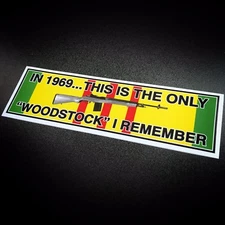 IN 1969... THIS IS THE ONLY
"WOODSTOCK" I REMEMBER